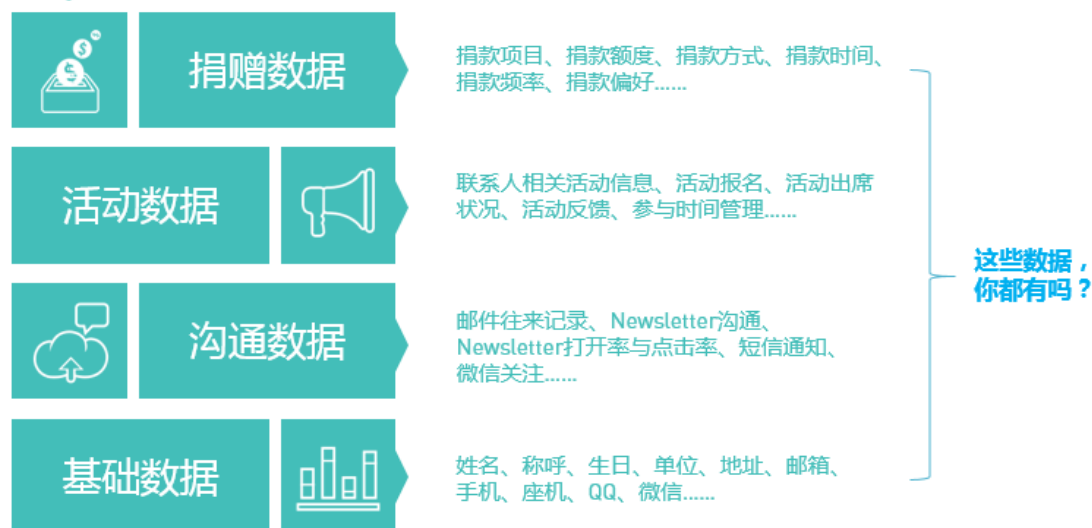 捐赠数据
捐款项目、捐款额度、捐款方式、捐款时间、
捐款频率、捐款偏好......
活动数据
联系人相关活动信息、活动报名、活动出席
状况、活动反馈、参与时间管理......
沟通数据
邮件往来记录、Newsletter沟通、
Newsletter打开率与点击率、短信通知、
微信关注......
基础数据
姓名、称呼、生日、单位、地址、邮箱、
手机、座机、QQ、微信......
这些数据，
你都有吗？